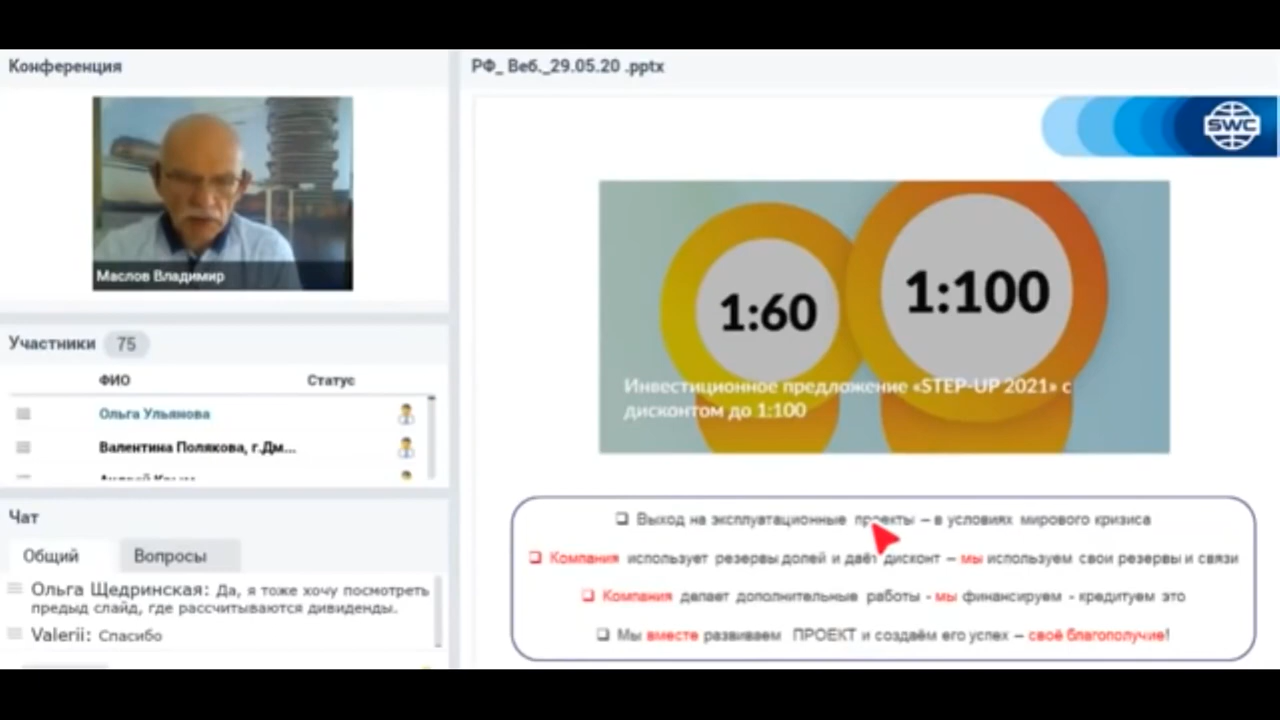 Конференция
Маслов Владимир
Участники 75
ФИО Статус
Ольга Ульянова
Валентина Полякова, г.Дм...
Чат
Общий Вопросы
Ольга Щедринская: Да, я тоже хочу посмотреть
предыд слайд, где рассчитываются дивиденды.
Valerii: Спасибо
РФ_ Веб._29.05.20 .pptx
SWC
1:60
1:100
Инвестиционное предложение «STEP-UP 2021» с
дисконтом до 1:100
Выход на эксплуатационные проекты – в условиях мирового кризиса
Компания использует резервы долей и даёт дисконт – мы используем свои резервы и связи
Компания делает дополнительные работы - мы финансируем - кредитуем это
Мы вместе развиваем ПРОЕКТ и создаём его успех – своё благополучие!